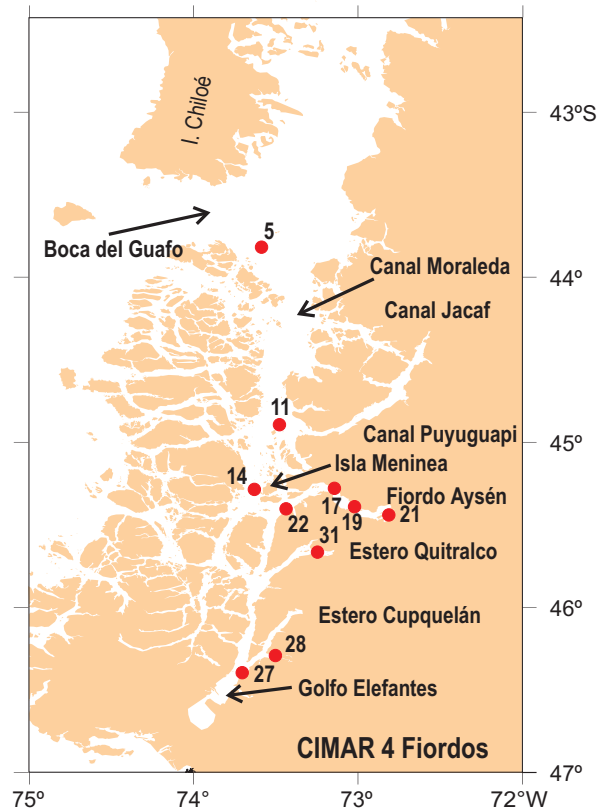 I. Chiloé
43°S
Boca del Guafo
5
Canal Moraleda
44º
Canal Jacaf
11
Canal Puyuguapi
45º
14
Isla Meninea
17
Fiordo Aysén
22
19
21
31
Estero Quitralco
46º
Estero Cupquelán
28
27
Golfo Elefantes
CIMAR 4 Fiordos
47º
75º
74º
73º
72°W